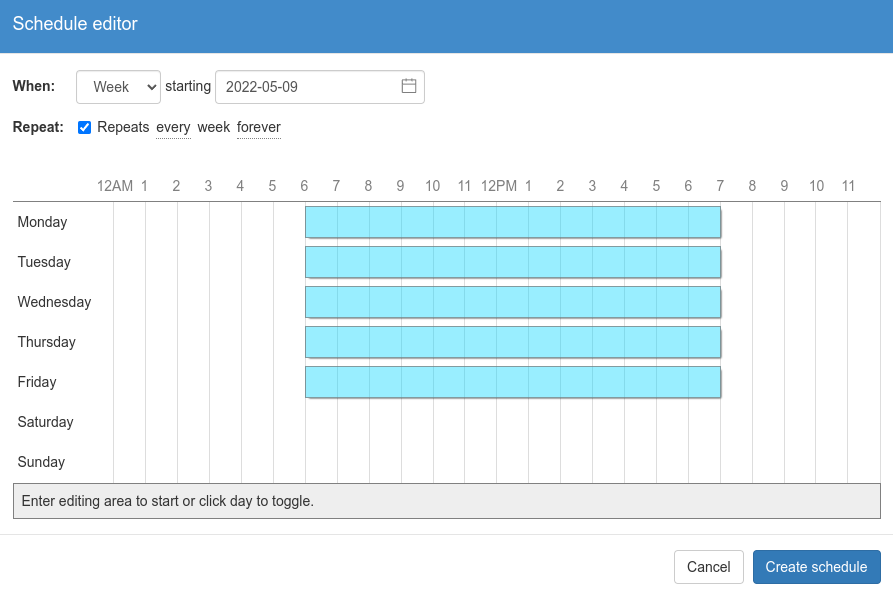 Schedule editor
When: Week starting 2022-05-09
Repeat: Repeats every week forever
12AM 1 2 3 4 5 6 7 8 9 10 11 12PM 1 2 3 4 5 6 7 8 9 10 11
Monday
Tuesday
Wednesday
Thursday
Friday
Saturday
Sunday
Enter editing area to start or click day to toggle.
Cancel Create schedule